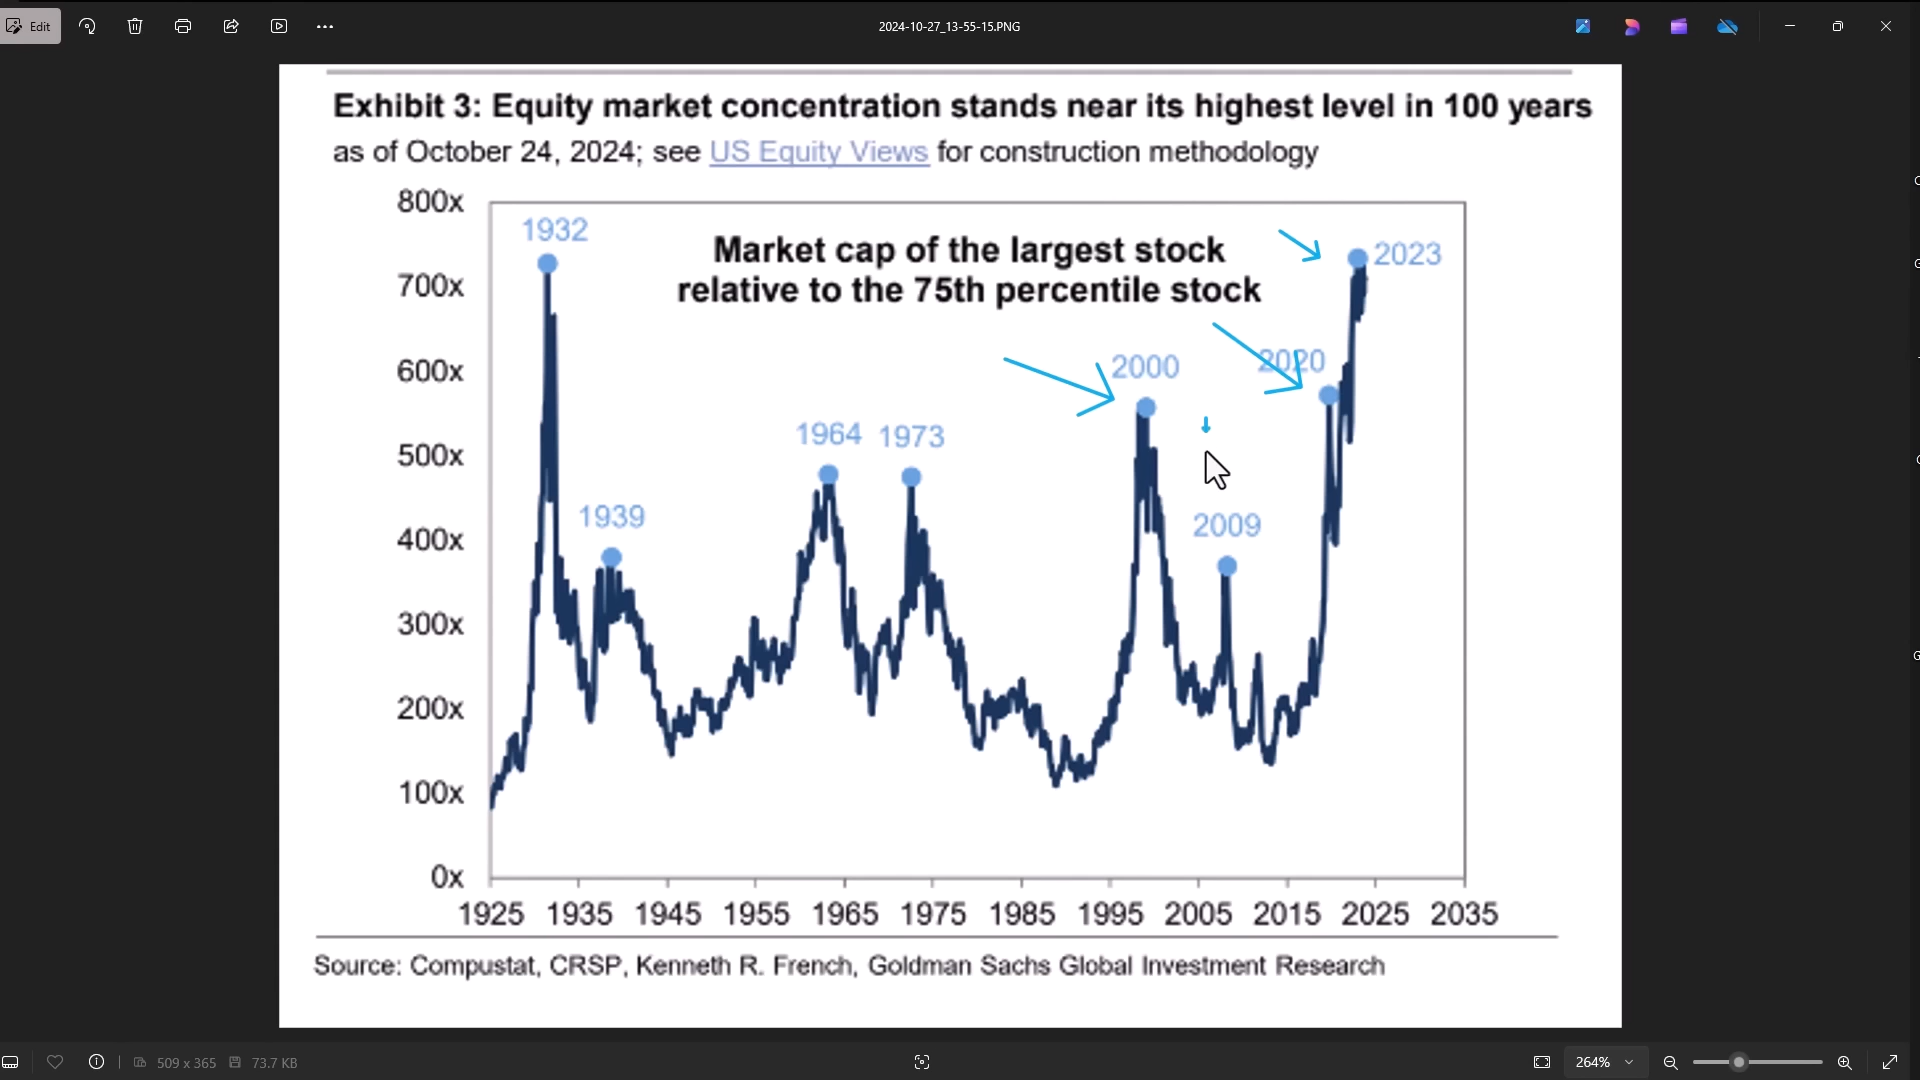 Edit
2024-10-27_13-55-15.PNG
Exhibit 3: Equity market concentration stands near its highest level in 100 years
as of October 24, 2024; see US Equity Views for construction methodology
800x
1932
Market cap of the largest stock
relative to the 75th percentile stock
2023
700x
600x
2000
2020
500x
1964
1973
400x
1939
2009
300x
200x
100x
0x
1925 1935 1945 1955 1965 1975 1985 1995 2005 2015 2025 2035
Source: Compustat, CRSP, Kenneth R. French, Goldman Sachs Global Investment Research
509 x 365
73.7 KB
264%